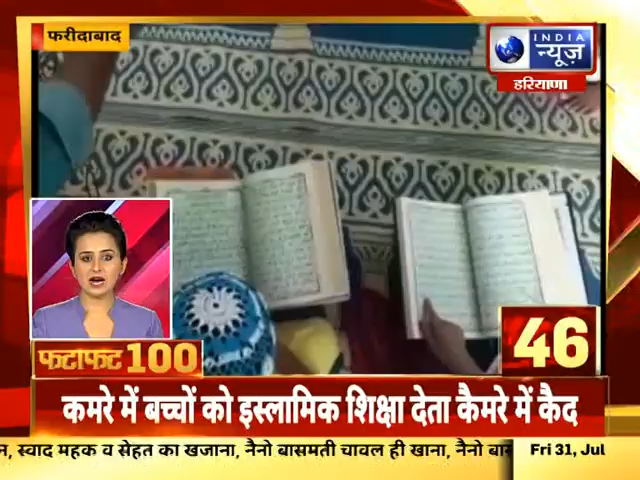 फरीदाबाद
INDIA
न्यूज़
हरियाणा
फटाफट 100
46
कमरे में बच्चों को इस्लामिक शिक्षा देता कैमरे में कैद
न, स्वाद महक व सेहत का खजाना, नैनो बासमती चावल ही खाना, नैनो बास
Fri 31, Jul